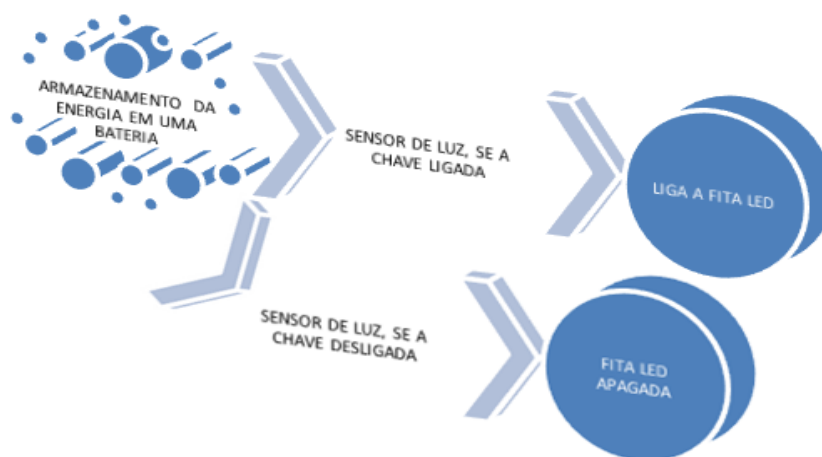 ARMAZENAMENTO DA
ENERGIA EM UMA
BATERIA
SENSOR DE LUZ, SE A
CHAVE LIGADA
LIGA A FITA LED
SENSOR DE LUZ, SE A
CHAVE DESLIGADA
FITA LED
APAGADA